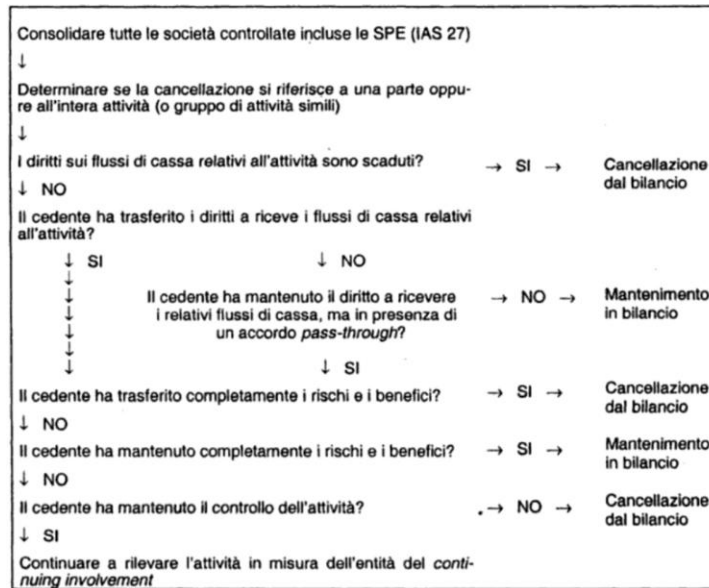 Consolidare tutte le società controllate incluse le SPE (IAS 27)
↓
Determinare se la cancellazione si riferisce a una parte oppu-
re all'intera attività (o gruppo di attività simili)
↓
I diritti sui flussi di cassa relativi all'attività sono scaduti? → SI → Cancellazione
↓ NO dal bilancio
Il cedente ha trasferito i diritti a riceve i flussi di cassa relativi
all'attività?
↓ SI ↓ NO
↓
↓ Il cedente ha mantenuto il diritto a ricevere → NO → Mantenimento
↓ i relativi flussi di cassa, ma in presenza di in bilancio
↓ un accordo pass-through?
↓
↓ ↓ SI
Il cedente ha trasferito completamente i rischi e i benefici? → SI → Cancellazione
↓ NO dal bilancio
Il cedente ha mantenuto completamente i rischi e i benefici? → SI → Mantenimento
↓ NO in bilancio
Il cedente ha mantenuto il controllo dell'attività? → NO → Cancellazione
↓ SI dal bilancio
Continuare a rilevare l'attività in misura dell'entità del conti-
nuing involvement